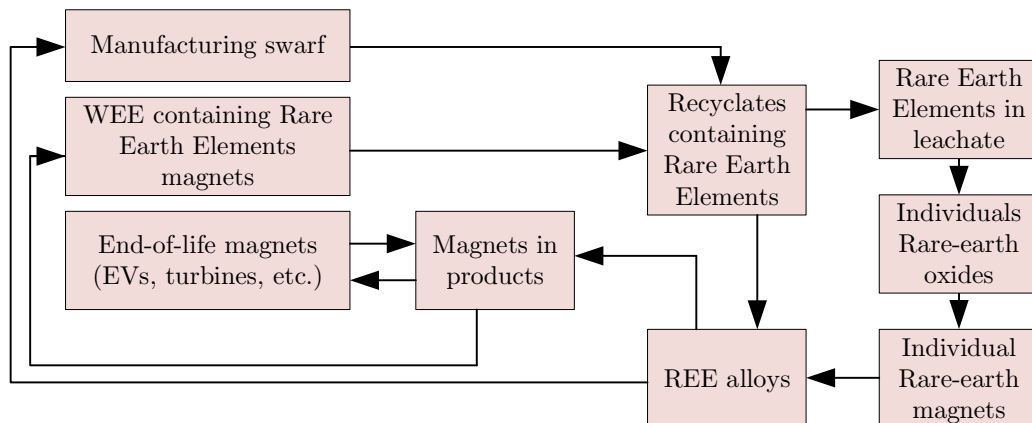 Manufacturing swarf
WEE containing Rare
Earth Elements
magnets
End-of-life magnets
(EVs, turbines, etc.)
Magnets in
products
Recyclates
containing
Rare Earth
Elements
REE alloys
Rare Earth
Elements in
leachate
Individuals
Rare-earth
oxides
Individual
Rare-earth
magnets